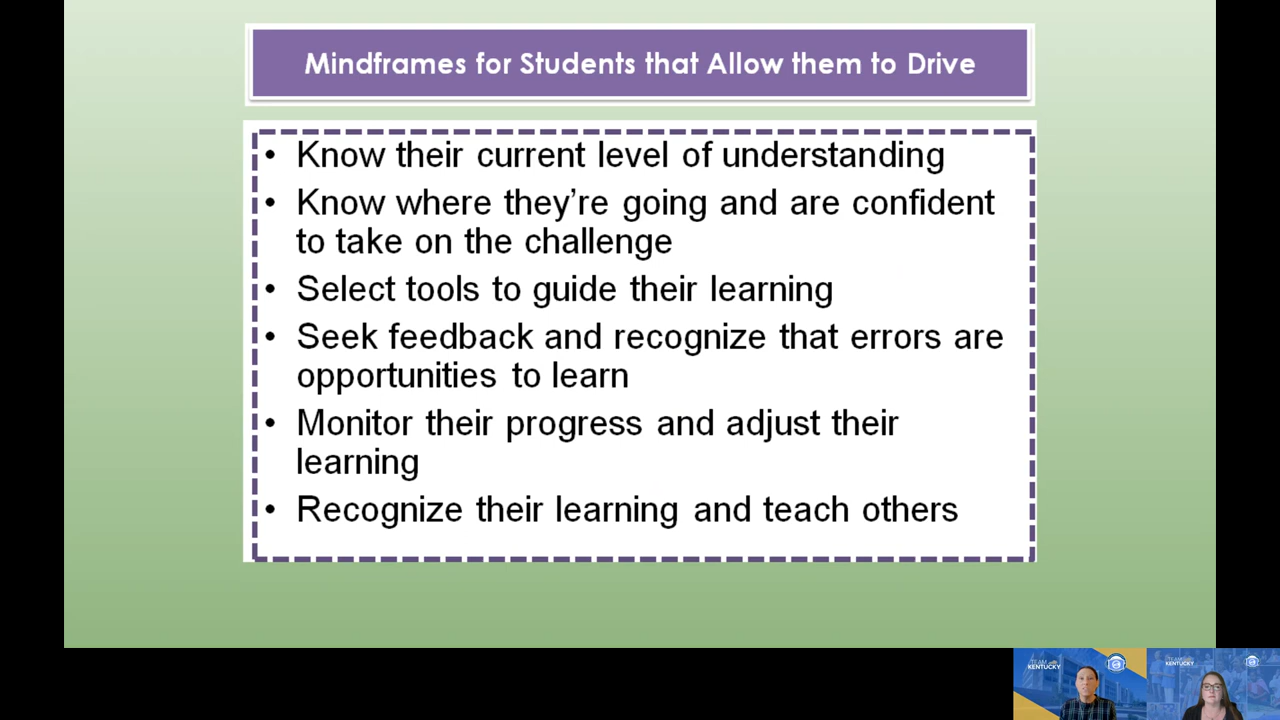 Mindframes for Students that Allow them to Drive
• Know their current level of understanding
• Know where they’re going and are confident
to take on the challenge
• Select tools to guide their learning
• Seek feedback and recognize that errors are
opportunities to learn
• Monitor their progress and adjust their
learning
• Recognize their learning and teach others
TEAM
KENTUCKY
TEAM
KENTUCKY